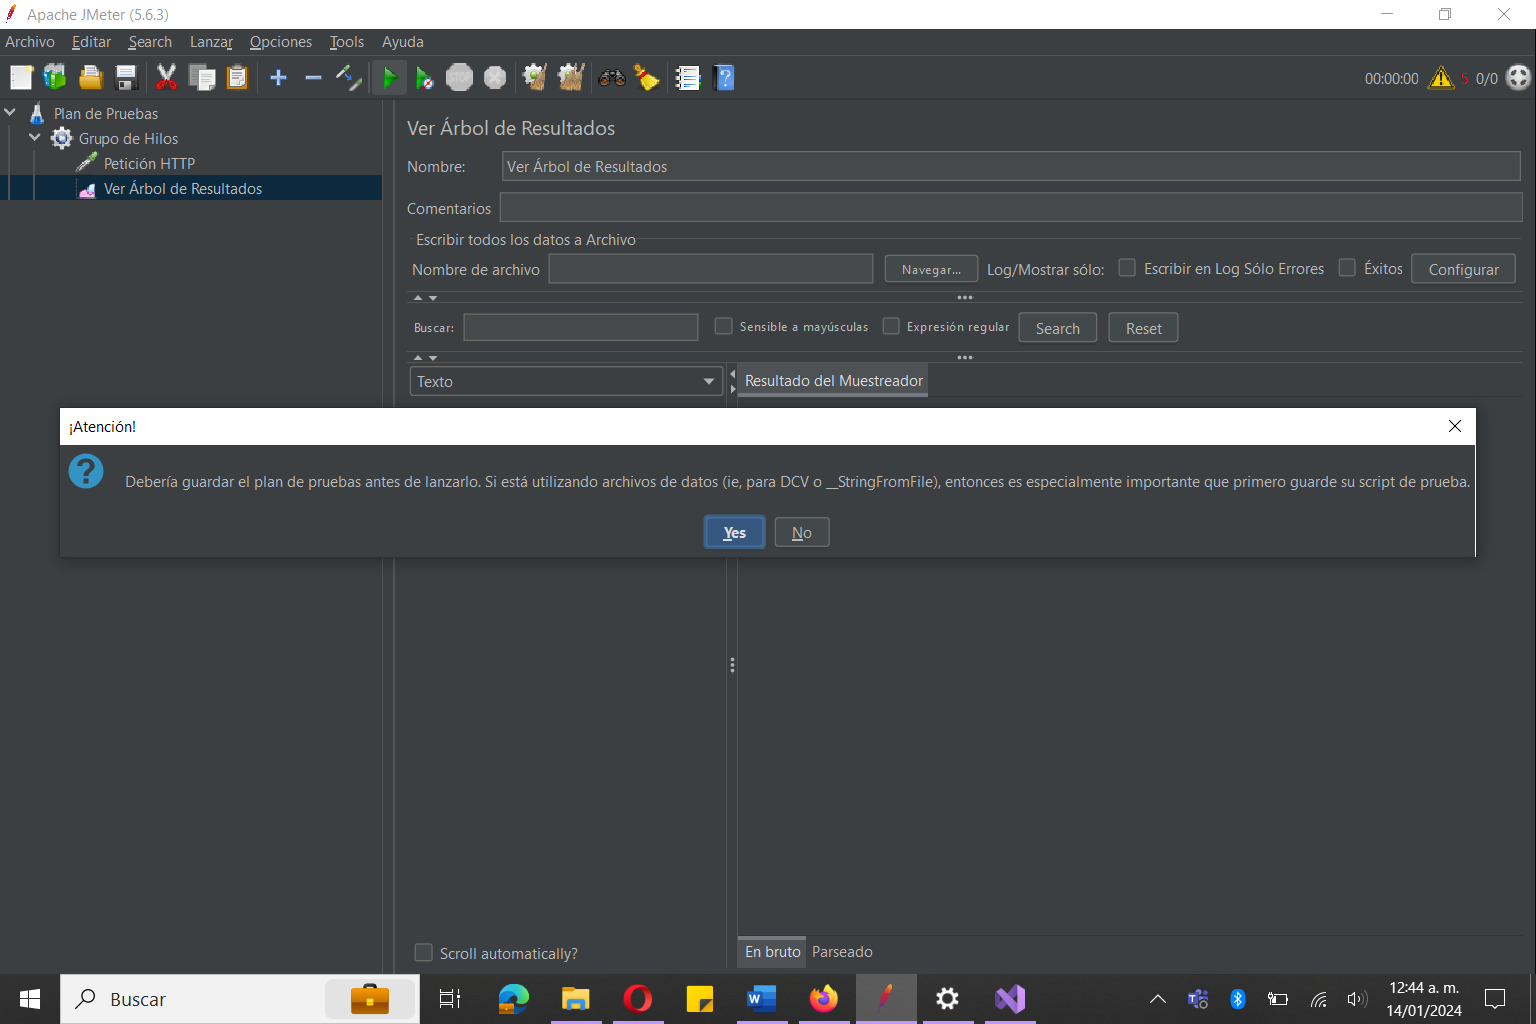 Apache JMeter (5.6.3)
Archivo Editar Search Lanzar Opciones Tools Ayuda
STOP
00:00:00 5 0/0
Plan de Pruebas
Grupo de Hilos
Petición HTTP
Ver Árbol de Resultados
Ver Árbol de Resultados
Nombre: Ver Árbol de Resultados
Comentarios
Escribir todos los datos a Archivo
Nombre de archivo Navegar... Log/Mostrar sólo: Escribir en Log Sólo Errores Éxitos Configurar
Buscar: Sensible a mayúsculas Expresión regular Search Reset
Texto Resultado del Muestreador
¡Atención!
Debería guardar el plan de pruebas antes de lanzarlo. Si está utilizando archivos de datos (ie, para DCV o __StringFromFile), entonces es especialmente importante que primero guarde su script de prueba.
Yes No
Scroll automatically? En bruto Parseado
Buscar
12:44 a. m.
14/01/2024